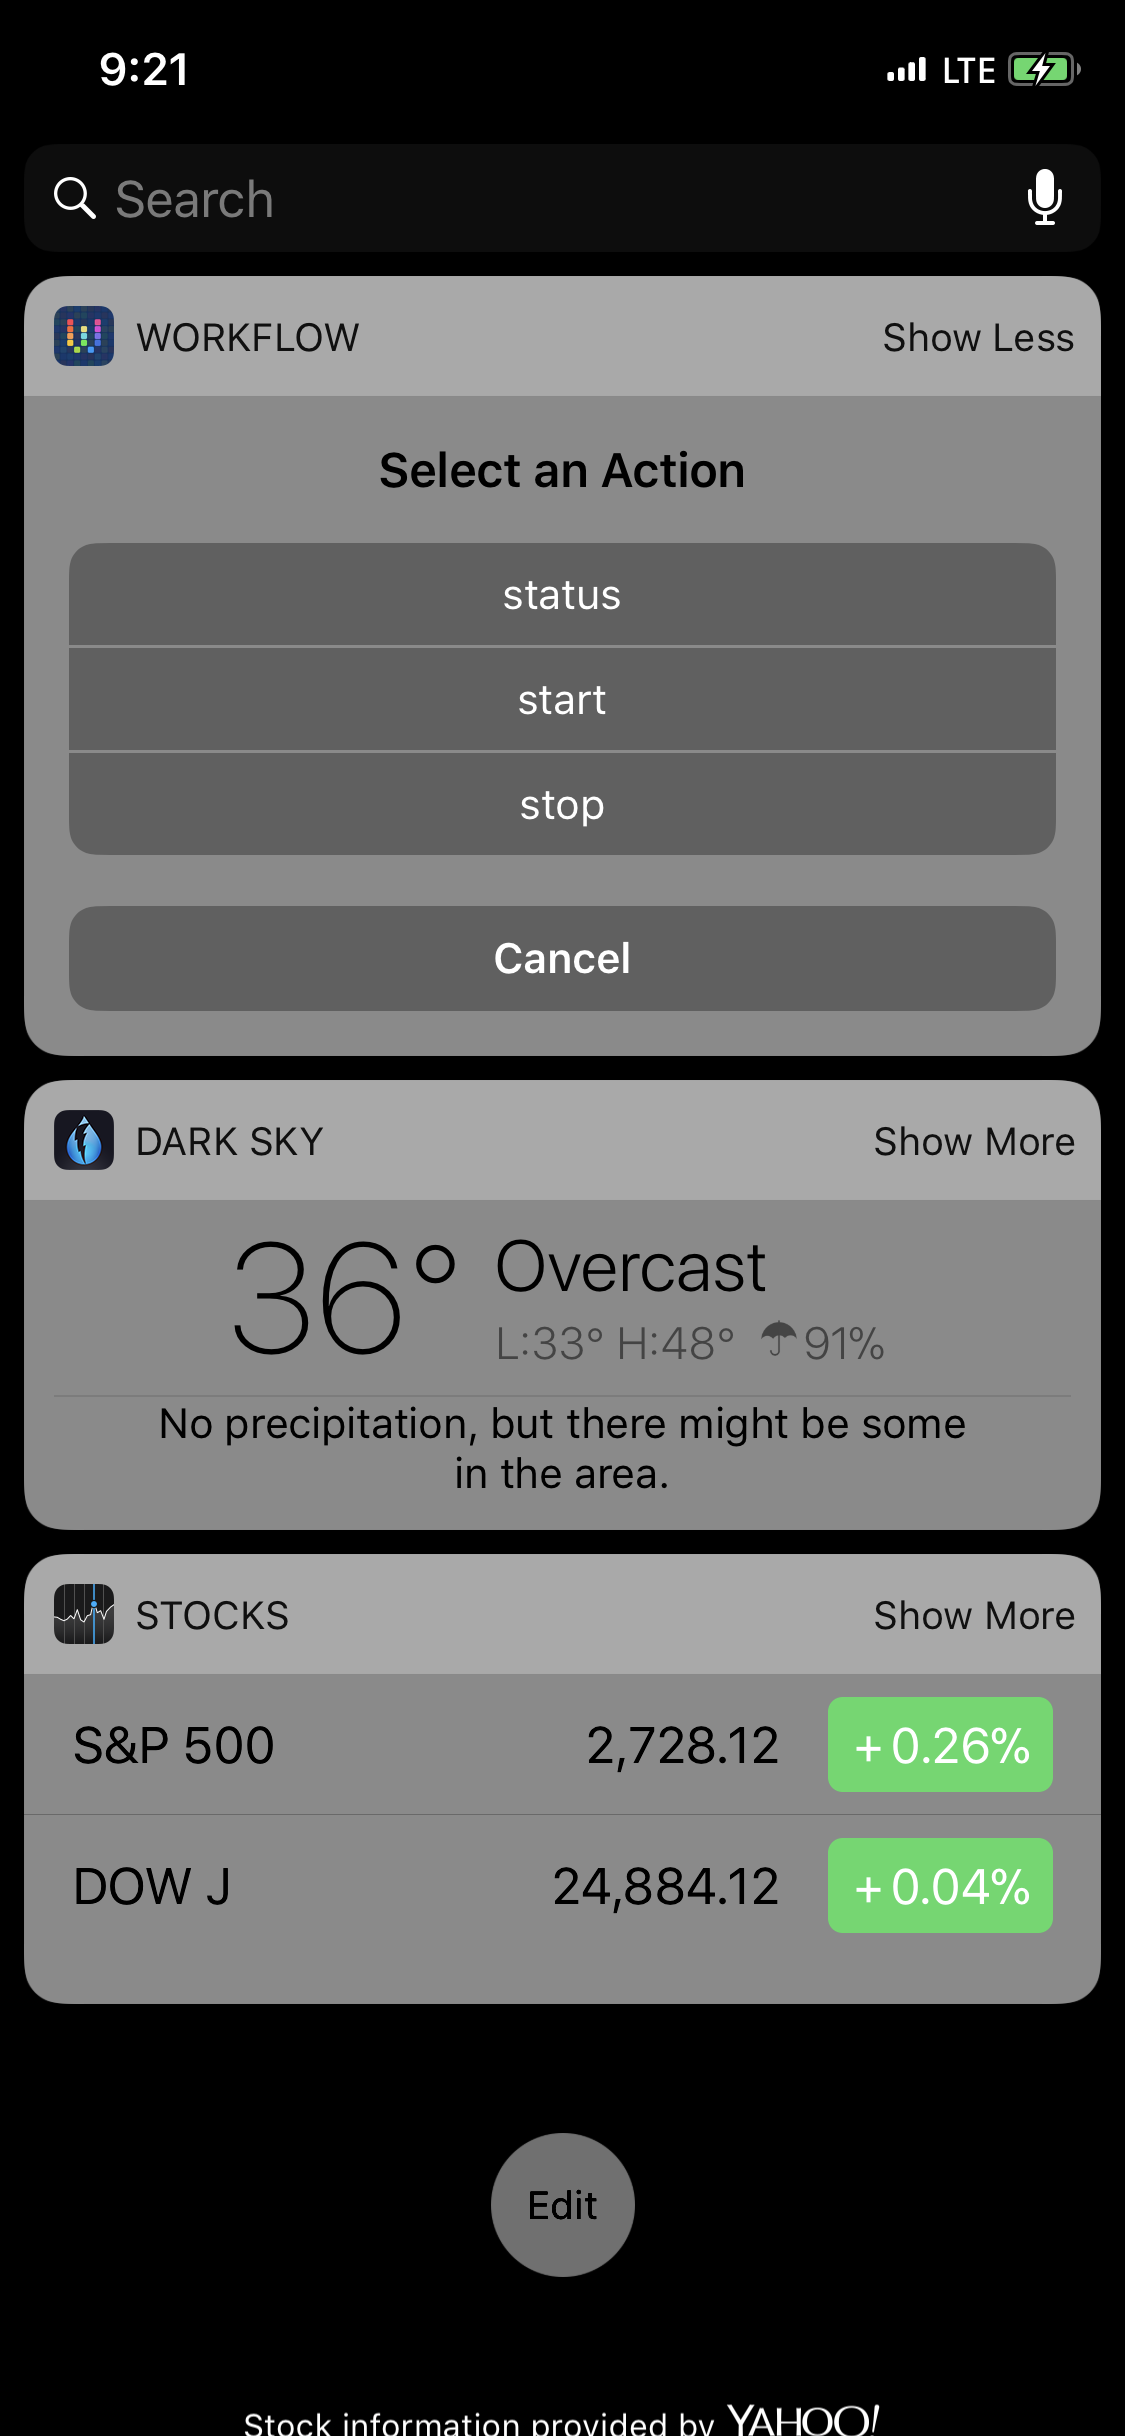 9:21 LTE
Search
WORKFLOW Show Less
Select an Action
status
start
stop
Cancel
DARK SKY Show More
36° Overcast
L:33° H:48° 91%
No precipitation, but there might be some
in the area.
STOCKS Show More
S&P 500 2,728.12 +0.26%
DOW J 24,884.12 +0.04%
Edit
Stock information provided by YAHOO!